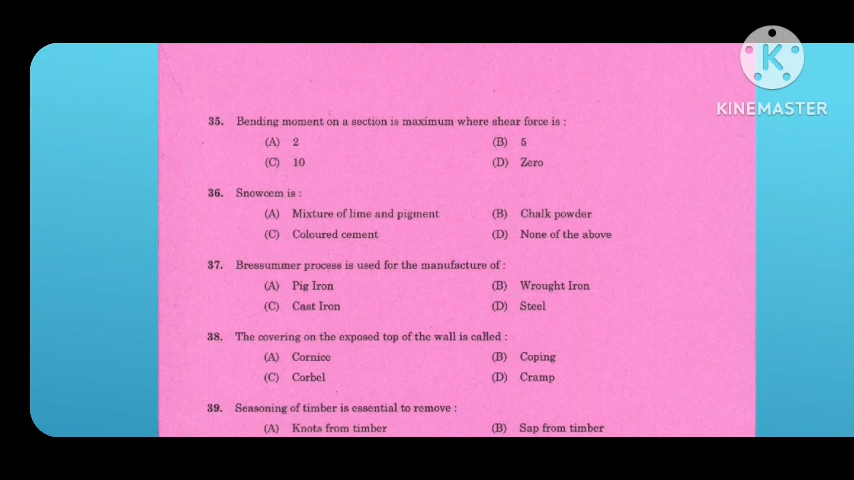 KINEMASTER
35. Bending moment on a section is maximum where shear force is :
(A) 2 (B) 5
(C) 10 (D) Zero
36. Snowcem is :
(A) Mixture of lime and pigment (B) Chalk powder
(C) Coloured cement (D) None of the above
37. Bressummer process is used for the manufacture of :
(A) Pig Iron (B) Wrought Iron
(C) Cast Iron (D) Steel
38. The covering on the exposed top of the wall is called :
(A) Cornice (B) Coping
(C) Corbel (D) Cramp
39. Seasoning of timber is essential to remove :
(A) Knots from timber (B) Sap from timber